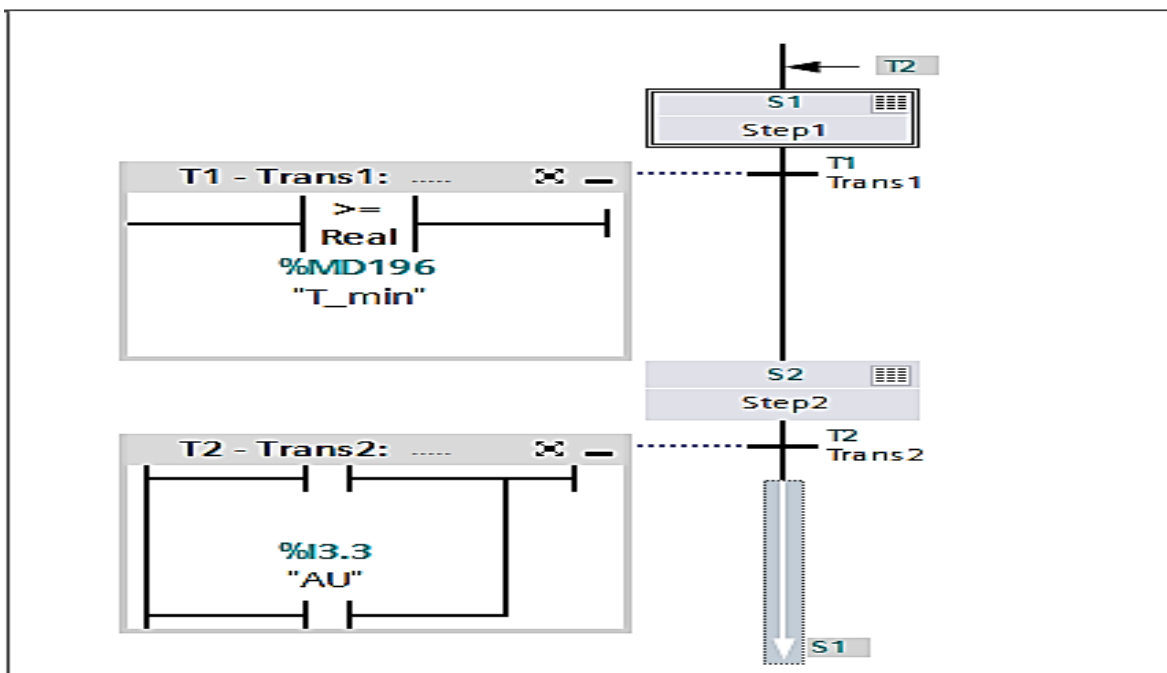 T2
S1
Step1
T1 - Trans1: .....
T1
Trans1
>=
Real
%MD196
"T_min"
S2
Step2
T2 - Trans2: .....
T2
Trans2
%I3.3
"AU"
S1